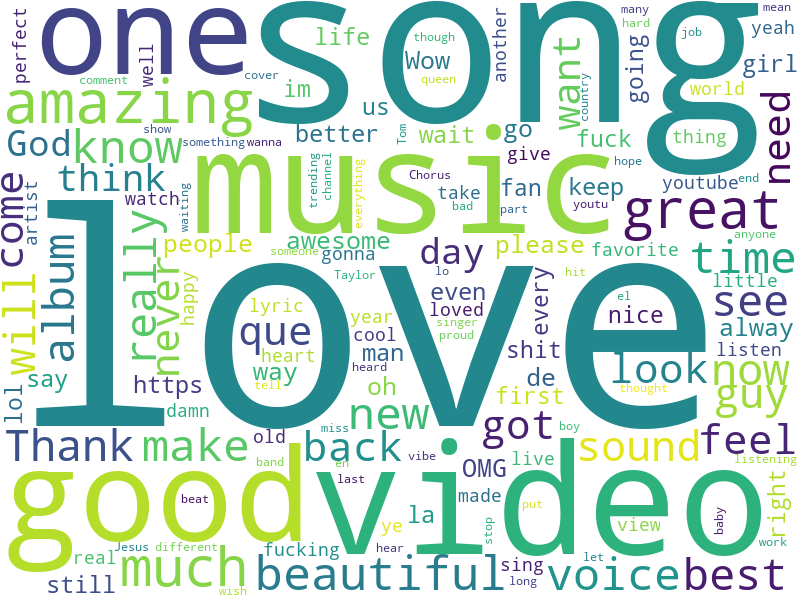 perfect
one
song
life
though
Wow
queen
another
many
hard
job
mean
yeah
girl
going
well
comment
cover
im
want
country
world
amazing
us
show
God
know
something
wanna
better
Tom
wait
go
fuck
thing
need
give
think
trending
channel
everything
music
Chorus
take
fan
keep
hope
youtube
end
come
artist
watch
waiting
bad
part
youtu
great
really
people
awesome
someone
gonna
day
please
favorite
anyone
time
album
never
love
Taylor
lo
even
every
hit
little
will
happy
lyric
year
loved
el
nice
see
alway
que
heart
cool
singer
proud
man
shit
listen
say
https
way
tell
heard
oh
de
look
thought
now
guy
lol
damn
new
first
got
boy
Thank
make
old
back
miss
vibe
OMG
live
sound
feel
band
en
last
listening
good
beat
video
made
stop
put
view
baby
right
la
ye
work
Jesus
different
fucking
hear
sing
let
real
much
still
wish
beautiful
long
voice
best